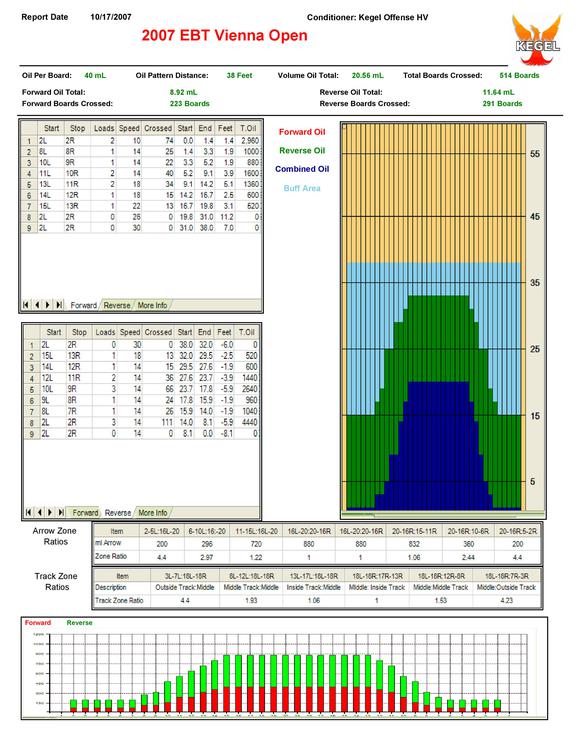 Report Date 10/17/2007 Conditioner: Kegel Offense HV
2007 EBT Vienna Open
KEGEL
Oil Per Board: 40 mL Oil Pattern Distance: 38 Feet Volume Oil Total: 20.56 mL Total Boards Crossed: 514 Boards
Forward Oil Total: 8.92 mL Reverse Oil Total: 11.64 mL
Forward Boards Crossed: 223 Boards Reverse Boards Crossed: 291 Boards
Start Stop Loads Speed Crossed Start End Feet T.Oil
1 2L 2R 2 10 74 0.0 1.4 1.4 2,960
2 8L 8R 1 14 25 1.4 3.3 1.9 1000
3 10L 9R 1 14 22 3.3 5.2 1.9 880
4 11L 10R 2 14 40 5.2 9.1 3.9 1600
5 13L 11R 2 18 34 9.1 14.2 5.1 1360
6 14L 12R 1 18 15 14.2 16.7 2.5 600
7 15L 13R 1 22 13 16.7 19.8 3.1 520
8 2L 2R 0 26 0 19.8 31.0 11.2 0
9 2L 2R 0 30 0 31.0 38.0 7.0 0
Forward Reverse More Info
Forward Oil
Reverse Oil
Combined Oil
Buff Area
55
45
35
25
15
5
Start Stop Loads Speed Crossed Start End Feet T.Oil
1 2L 2R 0 30 0 38.0 32.0 -6.0 0
2 15L 13R 1 18 13 32.0 29.5 -2.5 520
3 14L 12R 1 14 15 29.5 27.6 -1.9 600
4 12L 11R 2 14 36 27.6 23.7 -3.9 1440
5 10L 9R 3 14 66 23.7 17.8 -5.9 2640
6 9L 8R 1 14 24 17.8 15.9 -1.9 960
7 8L 7R 1 14 26 15.9 14.0 -1.9 1040
8 2L 2R 3 14 111 14.0 8.1 -5.9 4440
9 2L 2R 0 14 0 8.1 0.0 -8.1 0
Forward Reverse More Info
Arrow Zone Ratios
Item 2-5L:16L-20 6-10L:16:-20 11-15L:16L-20 16L-20:20-16R 16L-20:20-16R 20-16R:15-11R 20-16R:10-6R 20-16R:5-2R
ml Arrow 200 296 720 880 880 832 360 200
Zone Ratio 4.4 2.97 1.22 1 1 1.06 2.44 4.4
Track Zone Ratios
Item 3L-7L:18L-18R 8L-12L:18L-18R 13L-17L:18L-18R 18L-18R:17R-13R 18L-18R:12R-8R 18L-18R:7R-3R
Description Outside Track:Middle Middle Track:Middle Inside Track:Middle Middle: Inside Track Middle:Middle Track Middle:Outside Track
Track Zone Ratio 4.4 1.93 1.06 1 1.53 4.23
Forward Reverse